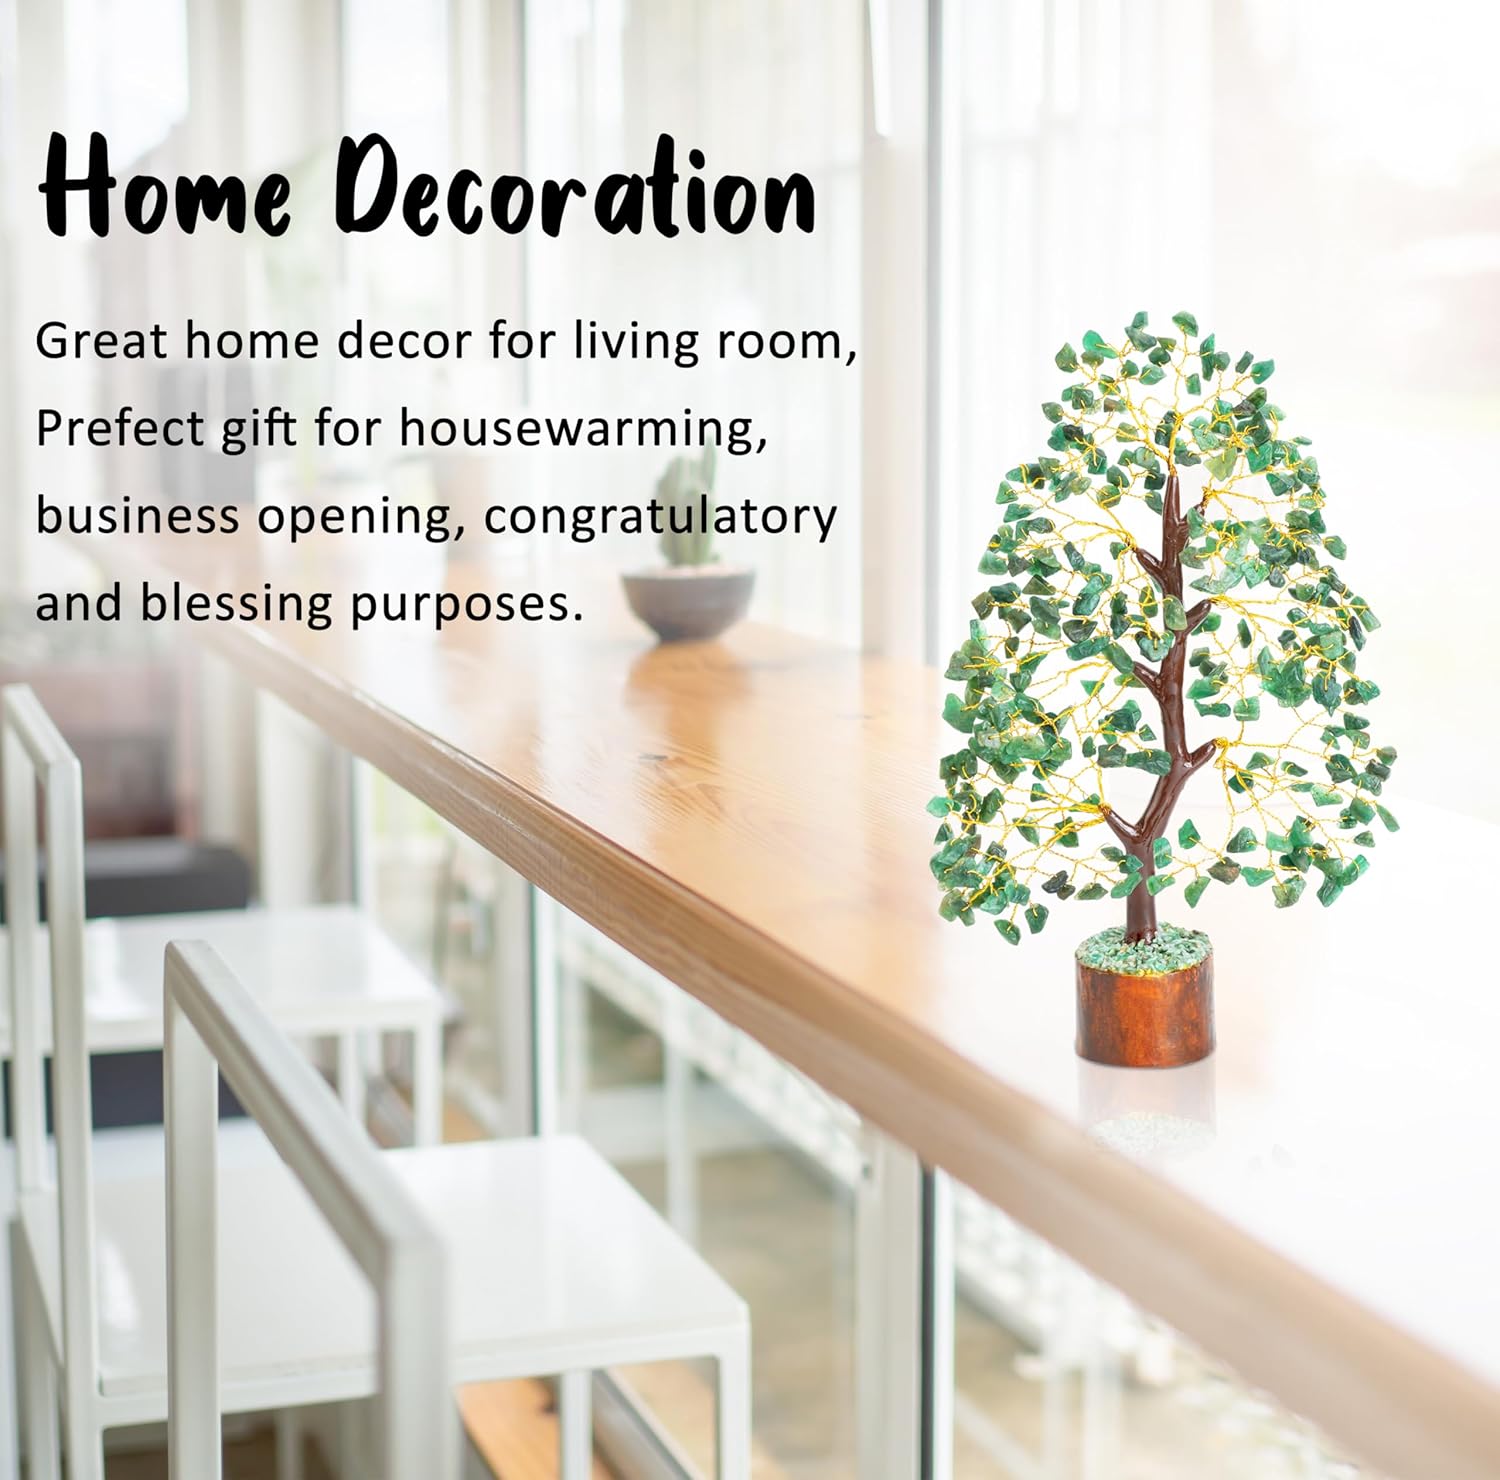 Home Decoration
Great home decor for living room,
Prefect gift for housewarming,
business opening, congratulatory
and blessing purposes.